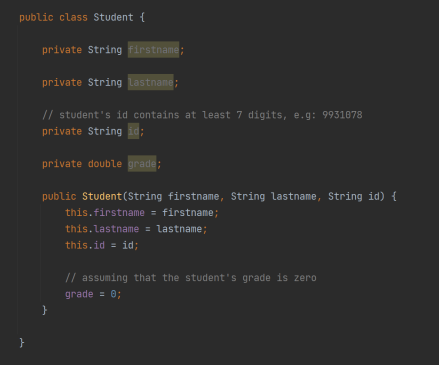 public class Student {
private String firstname;
private String lastname;
// student's id contains at least 7 digits, e.g: 9931078
private String id;
private double grade;
public Student(String firstname, String lastname, String id) {
this.firstname = firstname;
this.lastname = lastname;
this.id = id;
// assuming that the student's grade is zero
grade = 0;
}
}